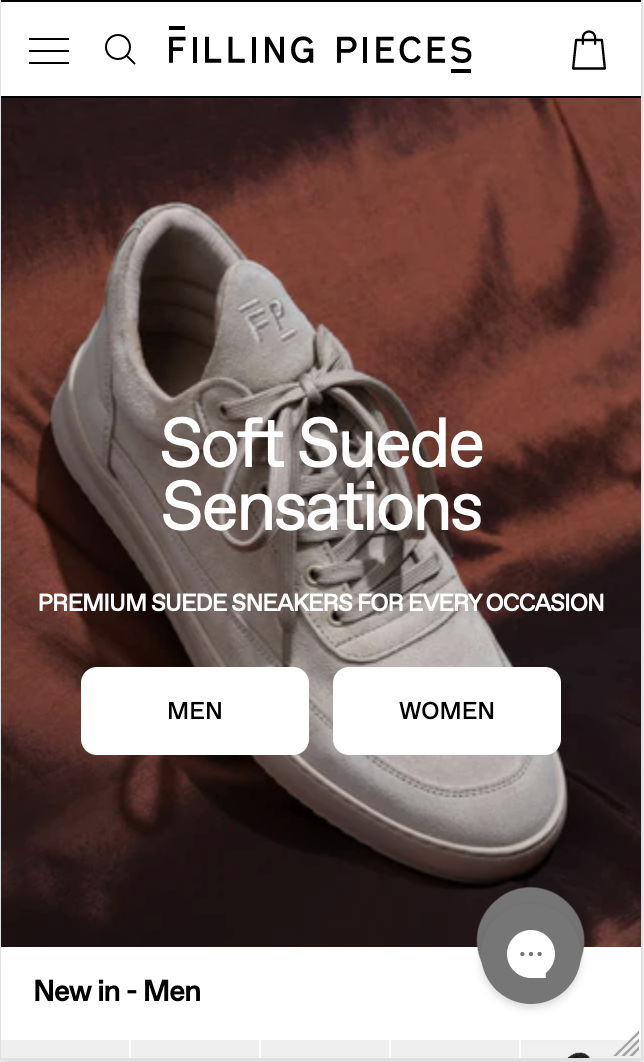 FILLING PIECES
FP
Soft Suede
Sensations
PREMIUM SUEDE SNEAKERS FOR EVERY OCCASION
MEN
WOMEN
New in - Men